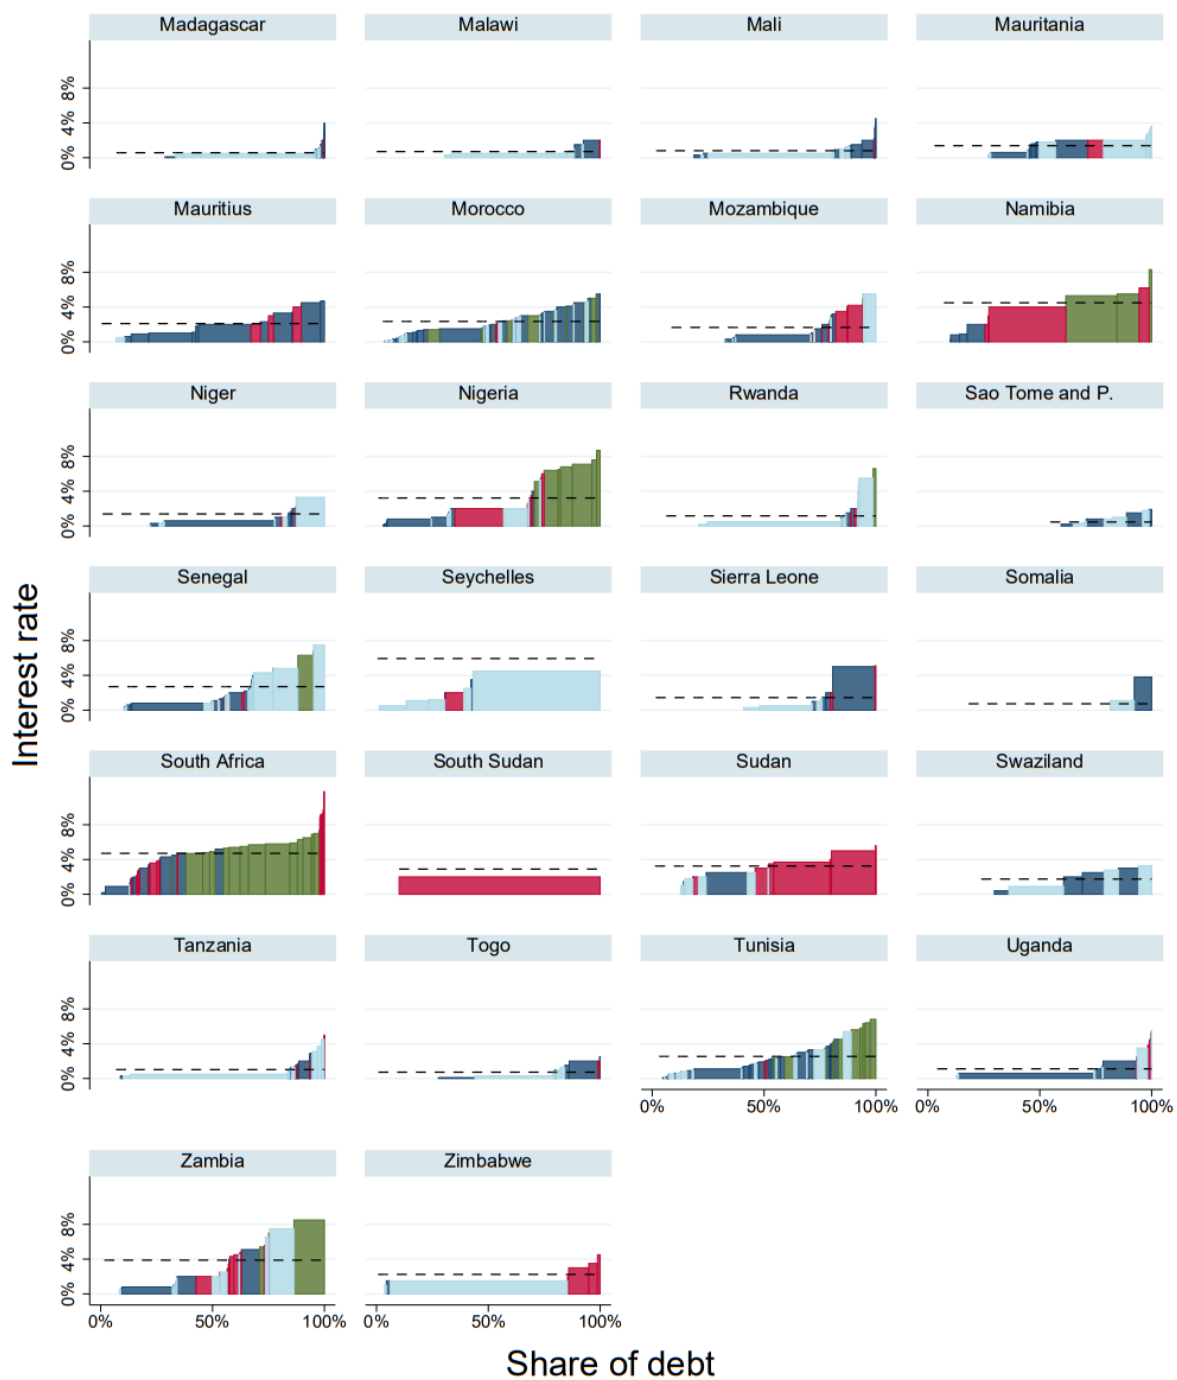 Madagascar Malawi Mali Mauritania
8%
4%
0%
Mauritius Morocco Mozambique Namibia
8%
4%
0%
Niger Nigeria Rwanda Sao Tome and P.
8%
4%
0%
Senegal Seychelles Sierra Leone Somalia
8%
4%
0%
Interest rate
South Africa South Sudan Sudan Swaziland
8%
4%
0%
Tanzania Togo Tunisia Uganda
8%
4%
0%
0% 50% 100% 0% 50% 100%
Zambia Zimbabwe
8%
4%
0%
0% 50% 100% 0% 50% 100%
Share of debt